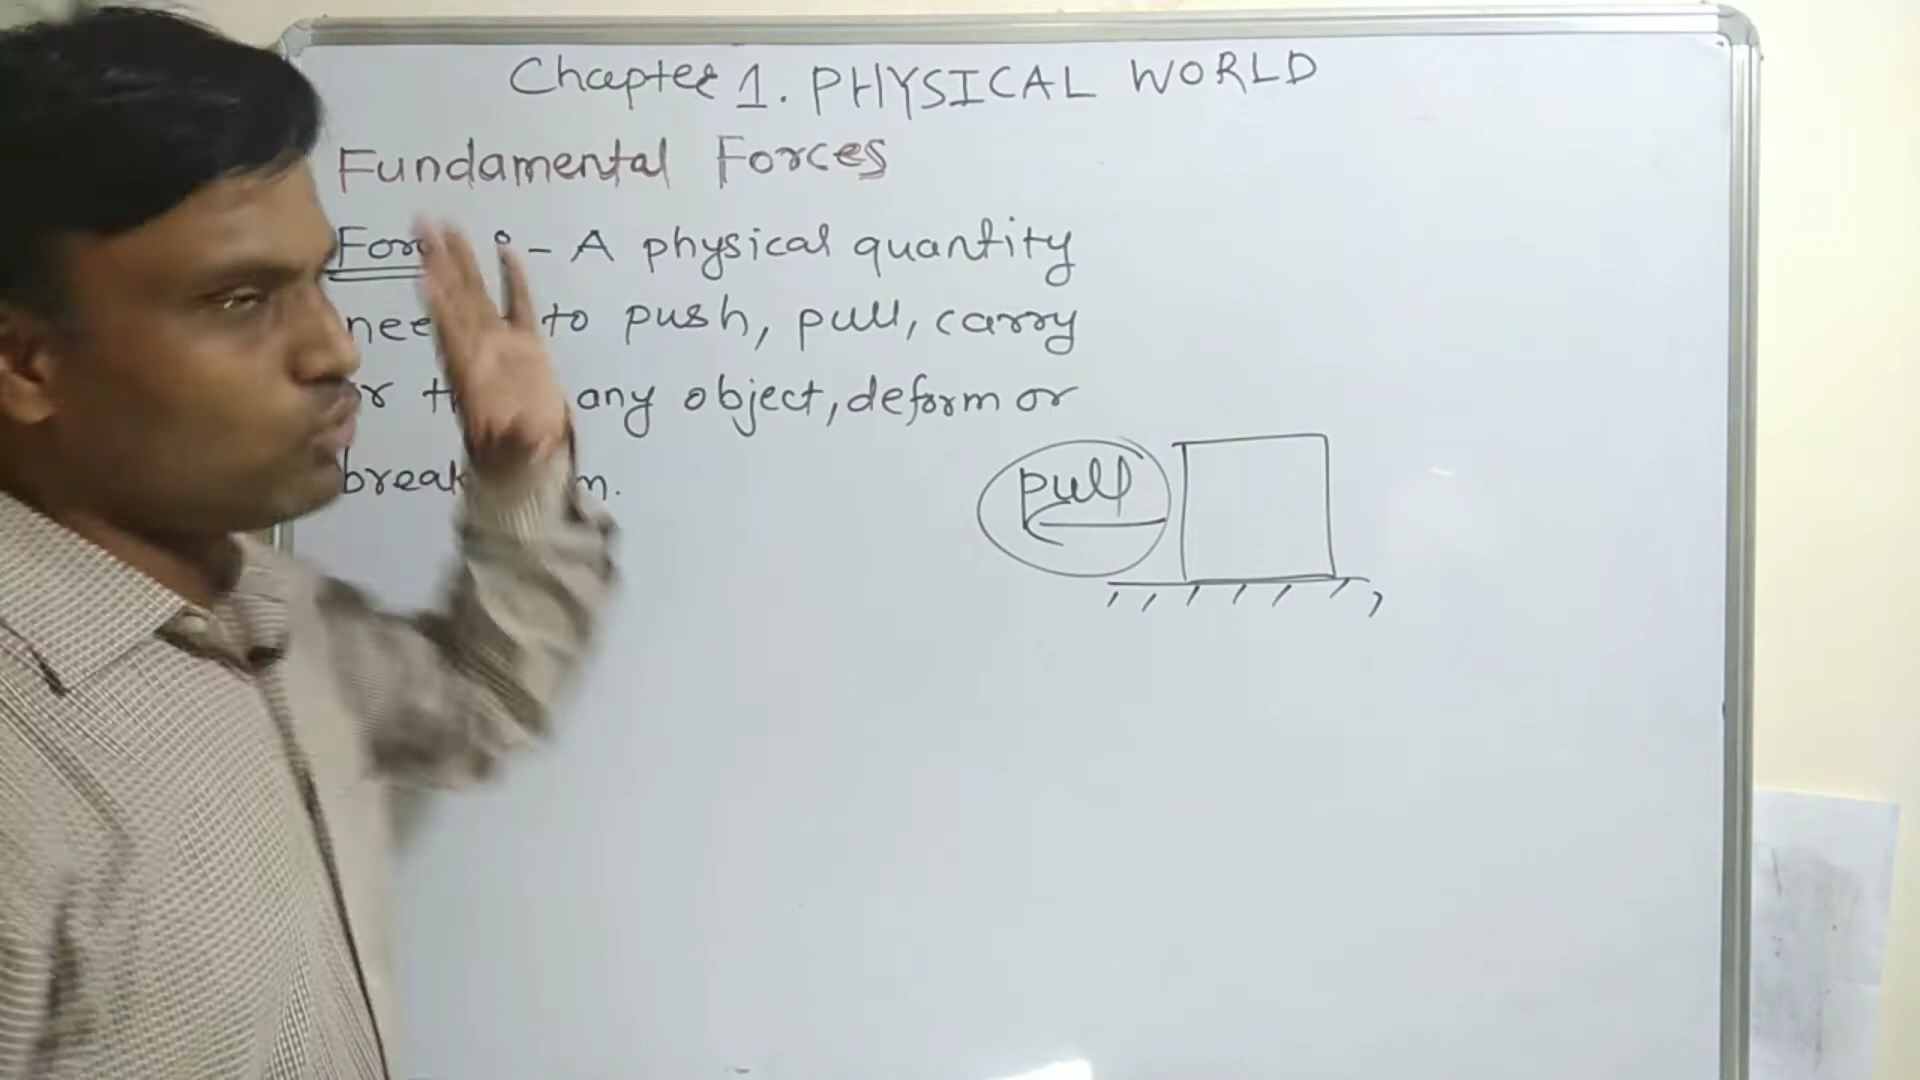 Chapter 1. PHYSICAL WORLD
Fundamental Forces
:- A physical quantity
to push, pull, carry
any object, deform or
pull